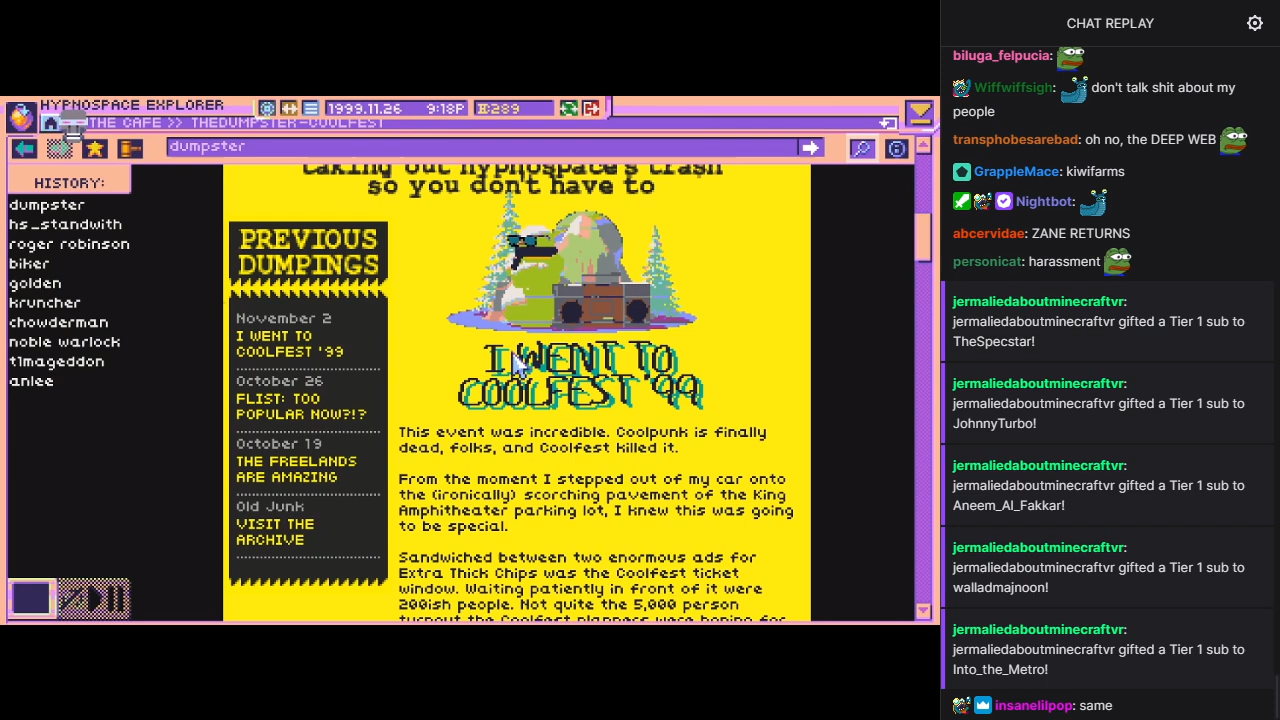 HYPNOSPACE EXPLORER
1999.11.26 9:18P
289
THE CAFE >> THEDUMPSTER-COOLFEST
dumpster
HISTORY:
dumpster
hs_standwith
roger robinson
biker
golden
kruncher
chowderman
noble warlock
t1mageddon
anlee
taking out hypnospace's trash
so you don't have to
PREVIOUS
DUMPINGS
November 2
I WENT TO
COOLFEST '99
October 26
FLIST: TOO
POPULAR NOW?!?
October 19
THE FREELANDS
ARE AMAZING
Old Junk
VISIT THE
ARCHIVE
I WENT TO
COOLFEST '99
This event was incredible. Coolpunk is finally
dead, folks, and Coolfest killed it.
From the moment I stepped out of my car onto
the (ironically) scorching pavement of the King
Amphitheater parking lot, I knew this was going
to be special.
Sandwiched between two enormous ads for
Extra Thick Chips was the Coolfest ticket
window. Waiting patiently in front of it were
200ish people. Not quite the 5,000 person
turnout the Coolfest planners were hoping for
CHAT REPLAY
biluga_felpucia:
Wiffwiffsigh: don't talk shit about my
people
transphobesarebad: oh no, the DEEP WEB
GrappleMace: kiwifarms
Nightbot:
abcervidae: ZANE RETURNS
personicat: harassment
jermaliedaboutminecraftvr:
jermaliedaboutminecraftvr gifted a Tier 1 sub to
TheSpecstar!
jermaliedaboutminecraftvr:
jermaliedaboutminecraftvr gifted a Tier 1 sub to
JohnnyTurbo!
jermaliedaboutminecraftvr:
jermaliedaboutminecraftvr gifted a Tier 1 sub to
Aneem_Al_Fakkar!
jermaliedaboutminecraftvr:
jermaliedaboutminecraftvr gifted a Tier 1 sub to
walladmajnoon!
jermaliedaboutminecraftvr:
jermaliedaboutminecraftvr gifted a Tier 1 sub to
Into_the_Metro!
insanelilpop: same